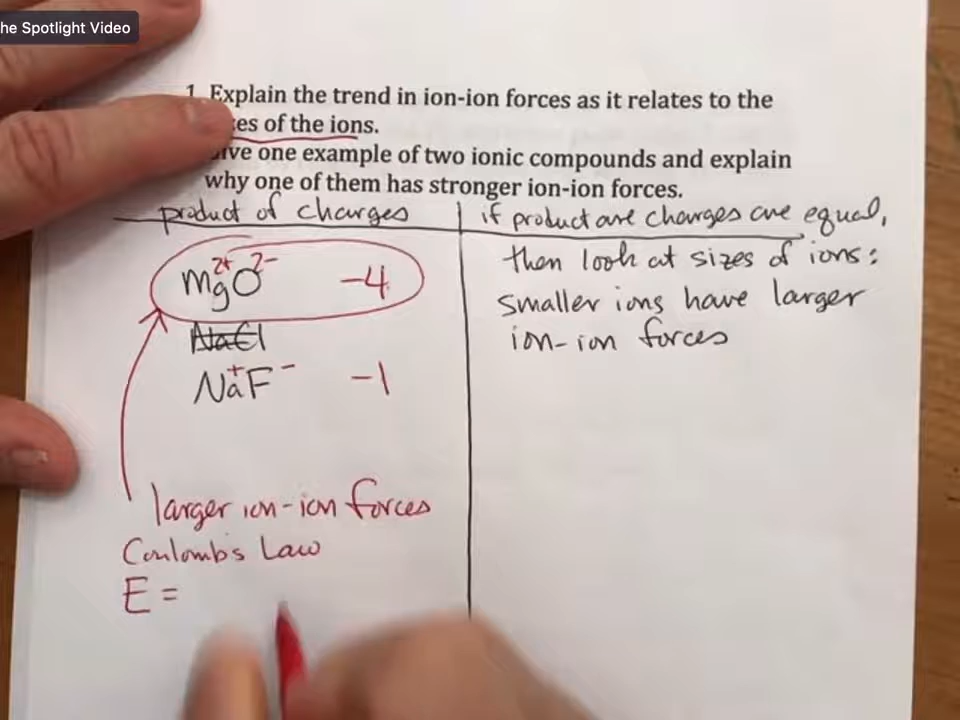 he Spotlight Video
1. Explain the trend in ion-ion forces as it relates to the
es of the ions.
ive one example of two ionic compounds and explain
why one of them has stronger ion-ion forces.
product of charges
if product are charges are equal,
then look at sizes of ions:
smaller ions have larger
ion-ion forces
Mg²⁺O²⁻ -4
NaCl
Na⁺F⁻ -1
larger ion-ion forces
Coulomb's Law
E =